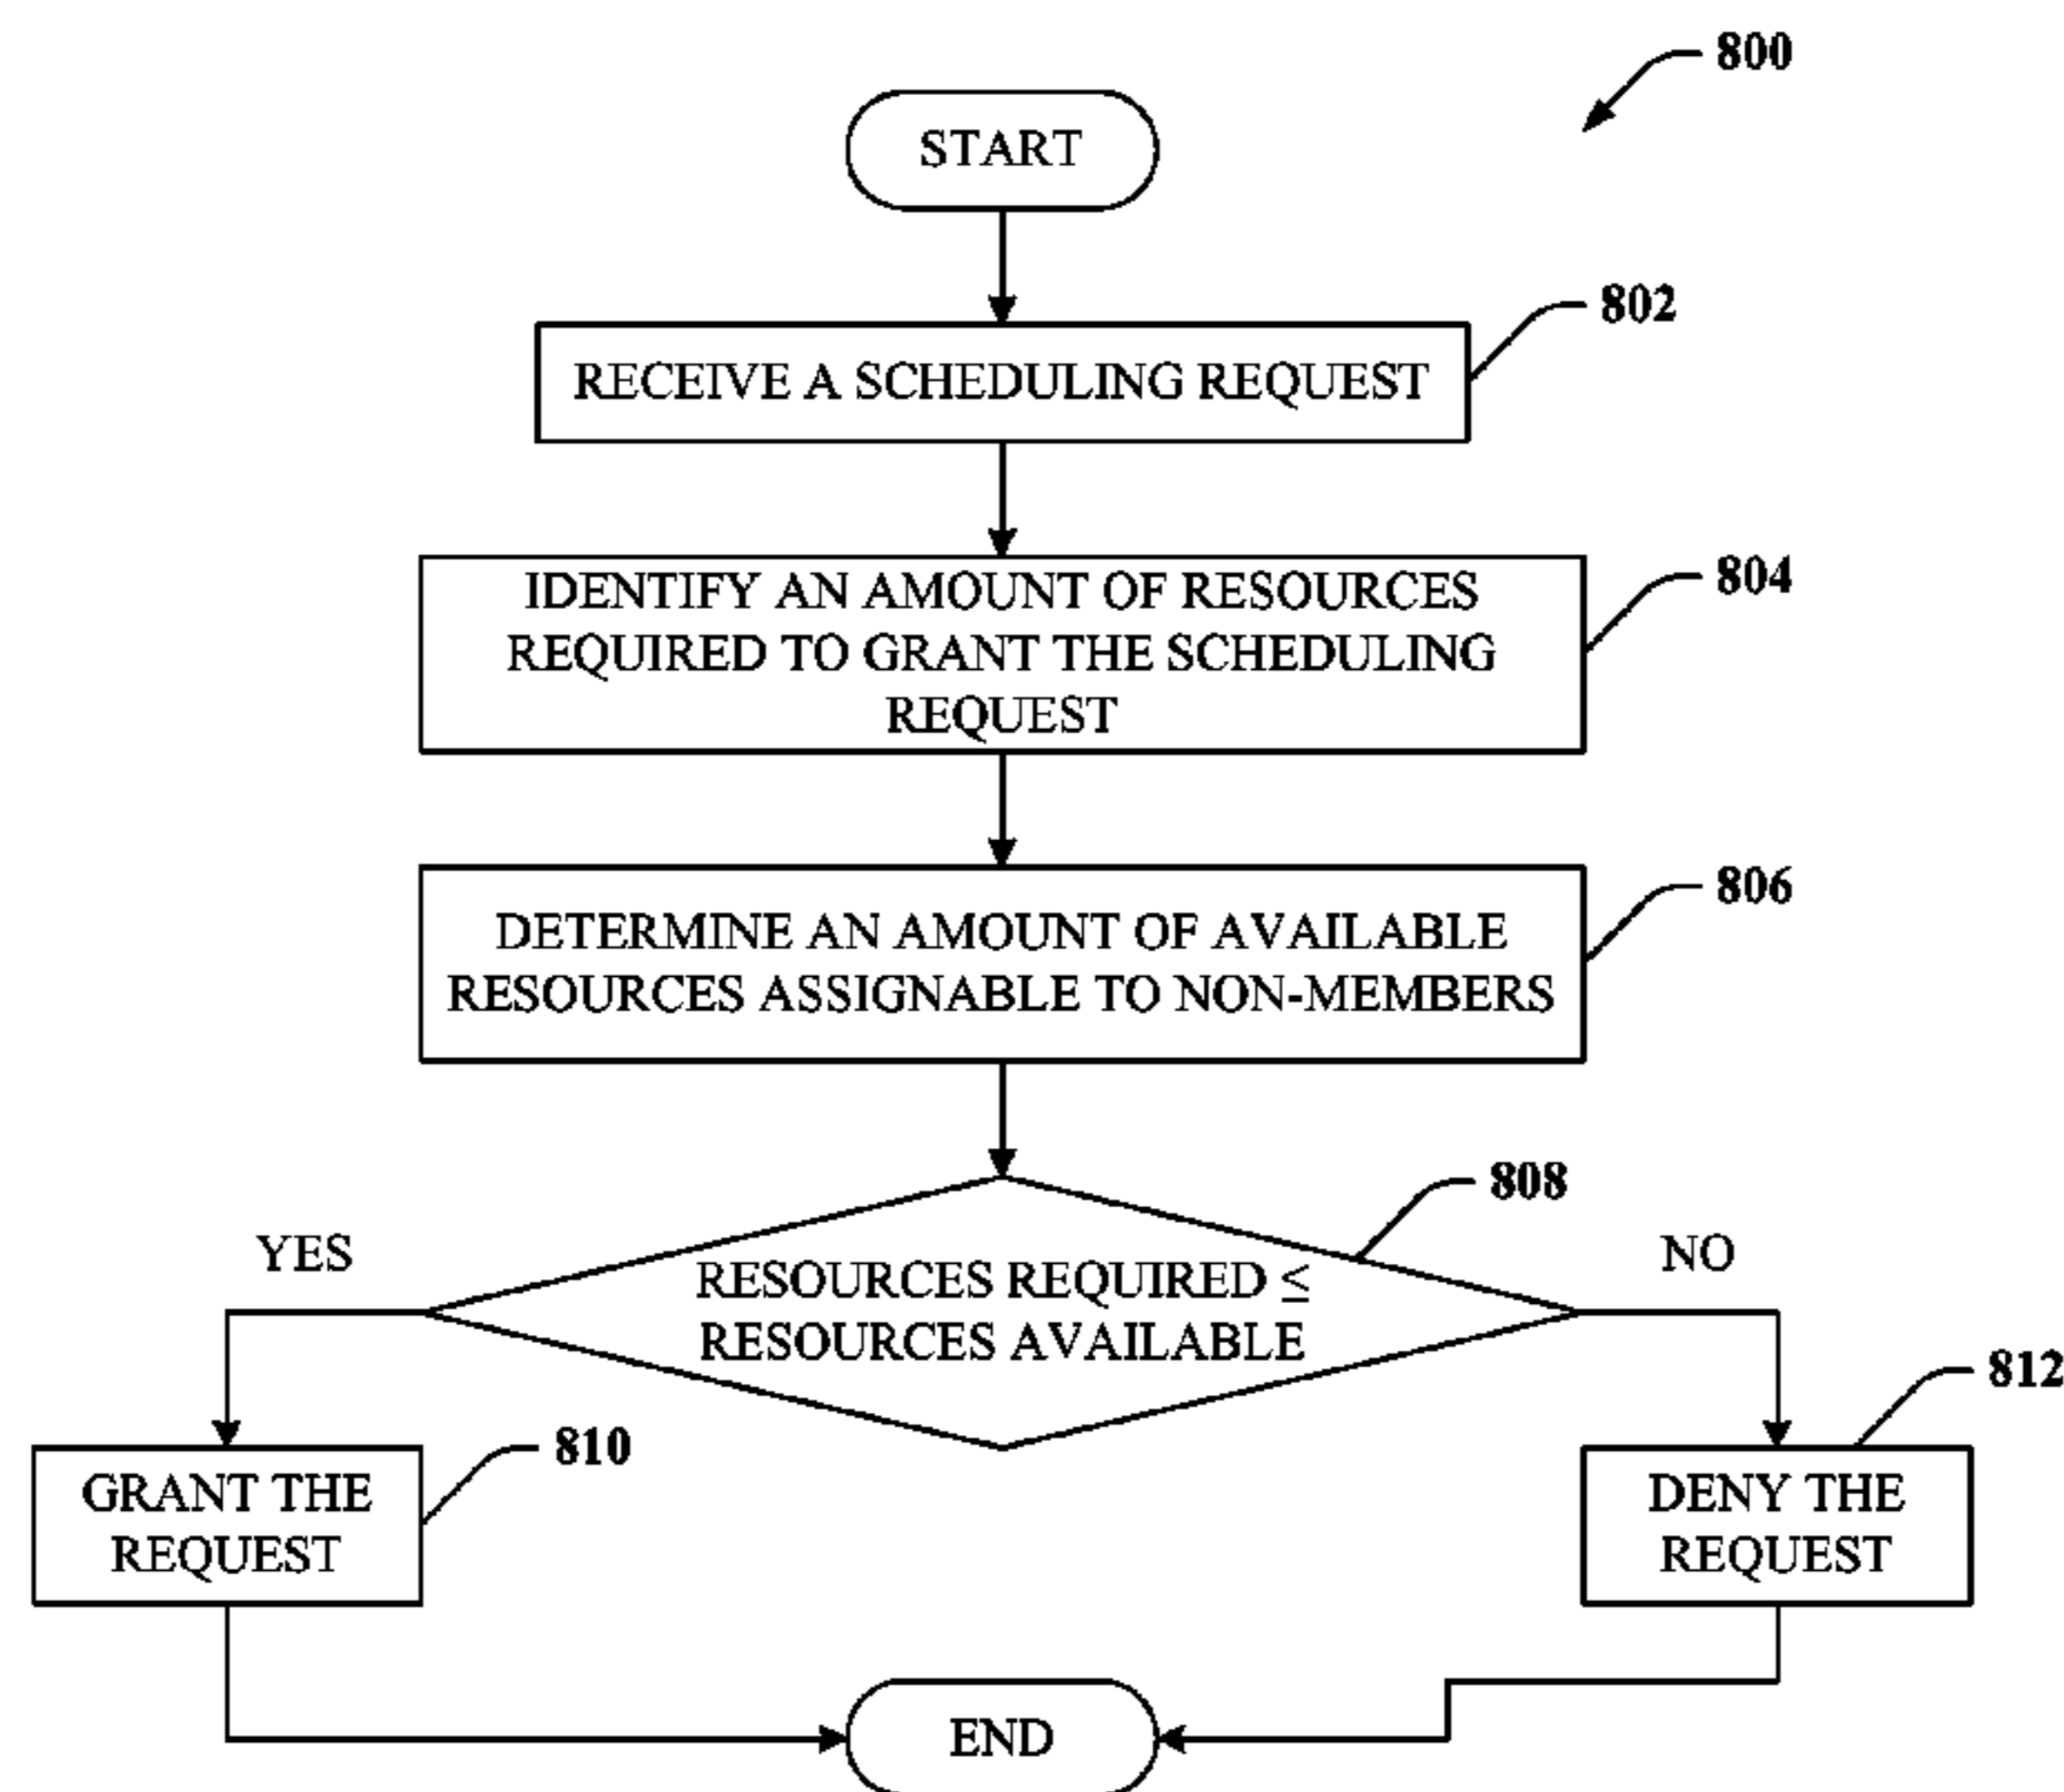 800
START
802
RECEIVE A SCHEDULING REQUEST
804
IDENTIFY AN AMOUNT OF RESOURCES
REQUIRED TO GRANT THE SCHEDULING
REQUEST
806
DETERMINE AN AMOUNT OF AVAILABLE
RESOURCES ASSIGNABLE TO NON-MEMBERS
808
YES
NO
RESOURCES REQUIRED ≤
RESOURCES AVAILABLE
812
810
GRANT THE
REQUEST
DENY THE
REQUEST
END